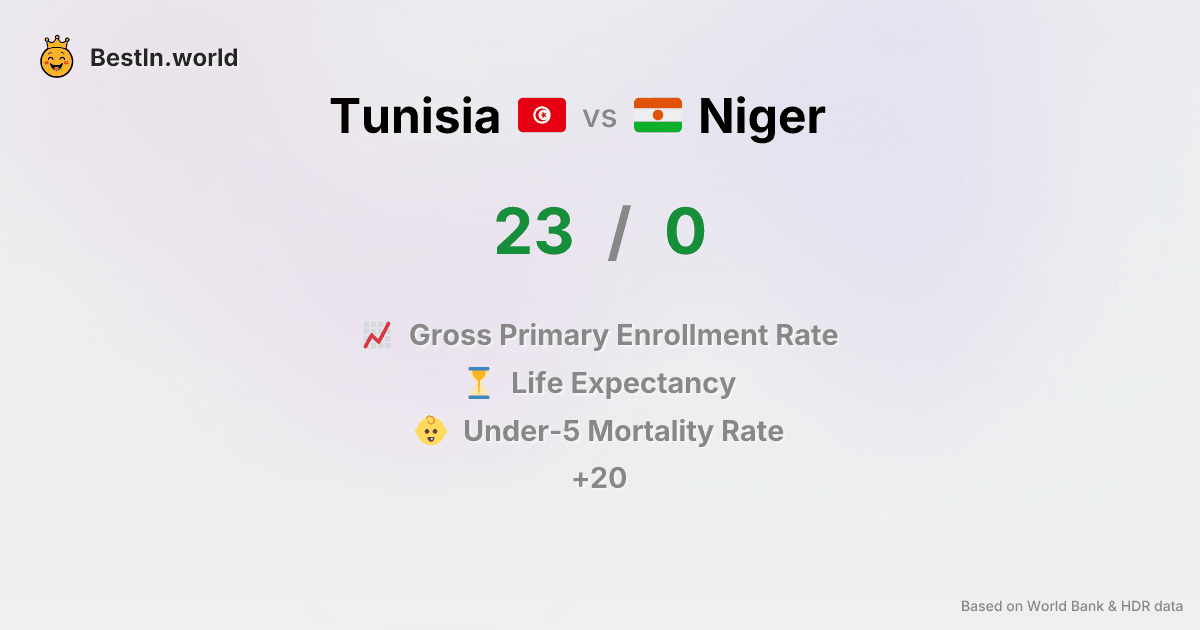 BestIn.world
Tunisia vs Niger
23 / 0
Gross Primary Enrollment Rate
Life Expectancy
Under-5 Mortality Rate
+20
Based on World Bank & HDR data